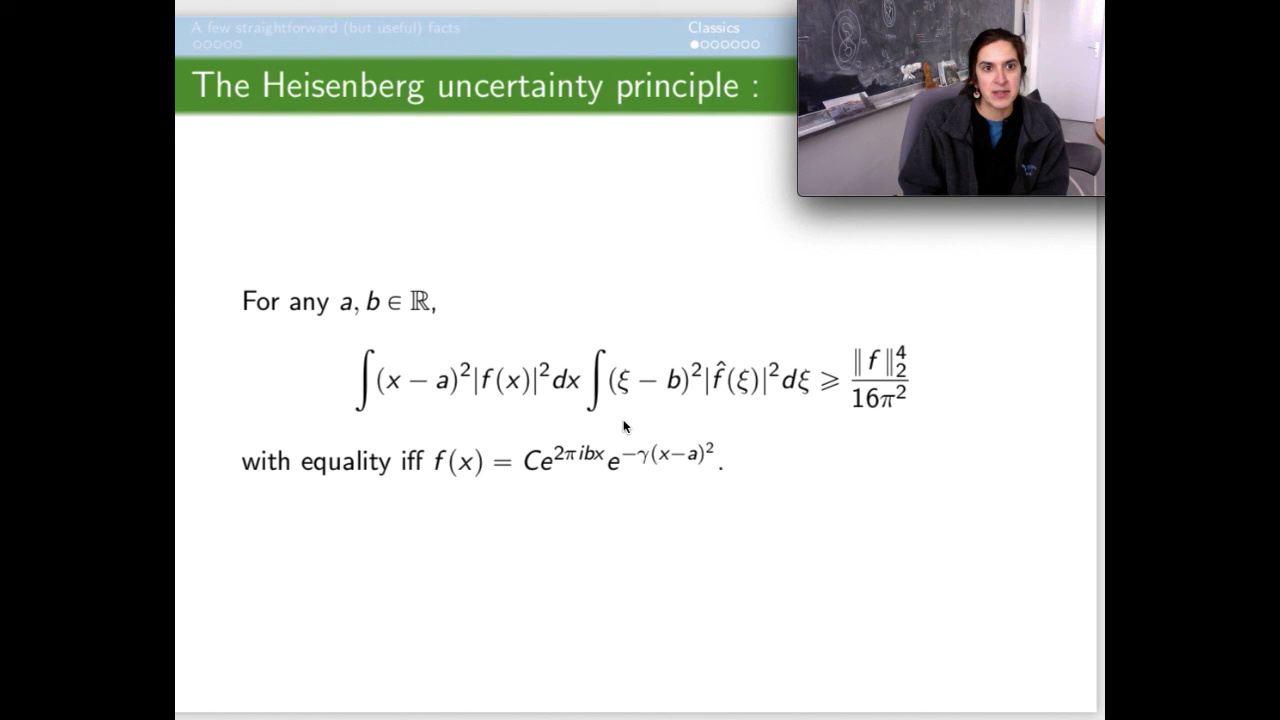 A few straightforward (but useful) facts
Classics
The Heisenberg uncertainty principle :
For any a, b ∈ ℝ,
∫(x − a)²|f(x)|²dx ∫(ξ − b)²|f̂(ξ)|²dξ ⩾ ‖f‖₂⁴ / 16π²
with equality iff f(x) = Ce^{2πibx}e^{−γ(x−a)²}.